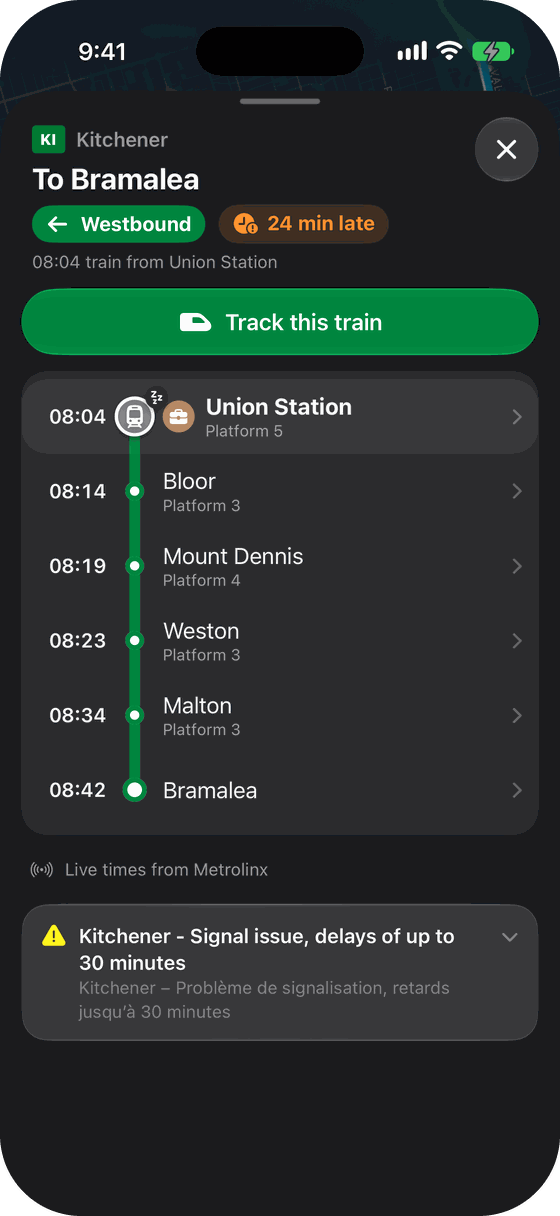 9:41
KI Kitchener
To Bramalea
Westbound
24 min late
08:04 train from Union Station
Track this train
08:04 zzz Union Station
Platform 5
08:14 Bloor
Platform 3
08:19 Mount Dennis
Platform 4
08:23 Weston
Platform 3
08:34 Malton
Platform 3
08:42 Bramalea
Live times from Metrolinx
Kitchener - Signal issue, delays of up to
30 minutes
Kitchener – Problème de signalisation, retards
jusqu'à 30 minutes